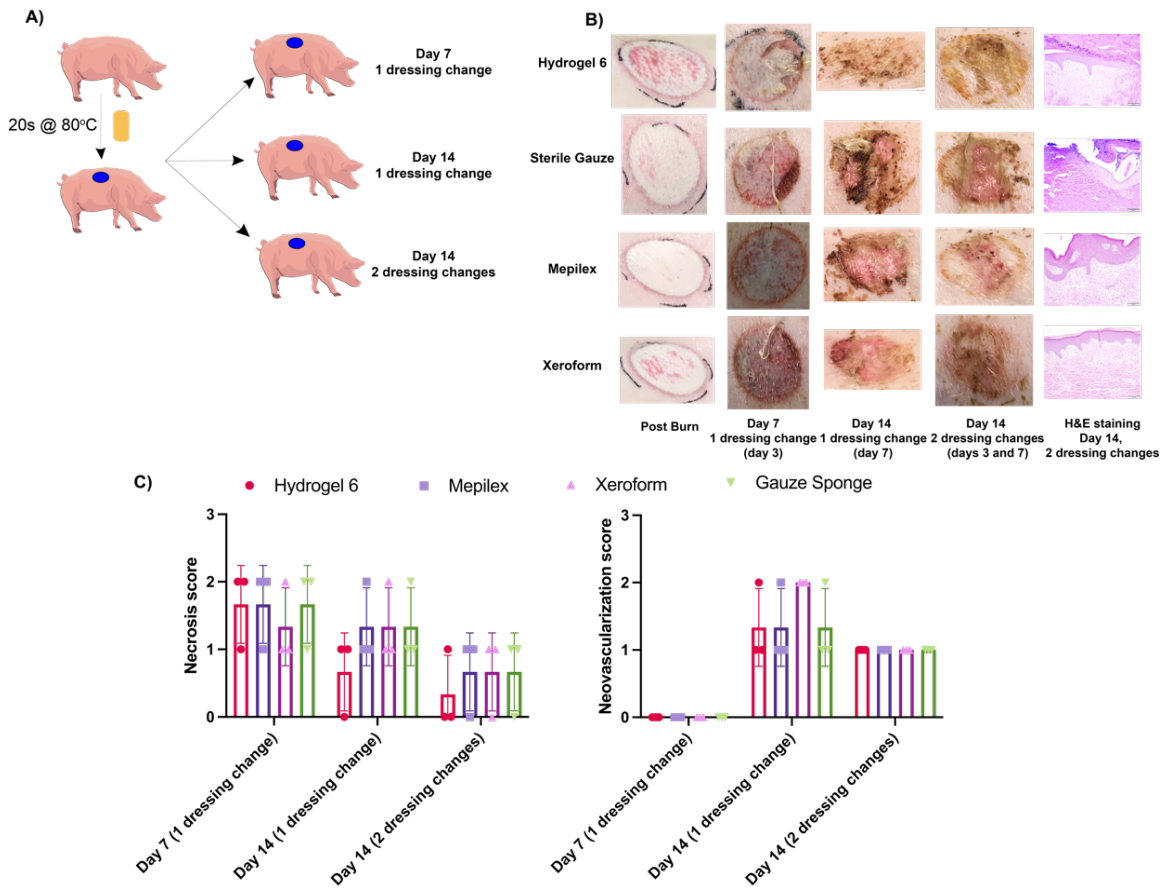 A)
20s @ 80°C
Day 7
1 dressing change
Day 14
1 dressing change
Day 14
2 dressing changes
B)
Hydrogel 6
Sterile Gauze
Mepilex
Xeroform
Post Burn
Day 7
1 dressing change
(day 3)
Day 14
1 dressing change
(day 7)
Day 14
2 dressing changes
(days 3 and 7)
H&E staining
Day 14,
2 dressing changes
C)
Hydrogel 6
Mepilex
Xeroform
Gauze Sponge
Necrosis score
3
2
1
0
Day 7 (1 dressing change)
Day 14 (1 dressing change)
Day 14 (2 dressing changes)
Neovascularization score
3
2
1
0
Day 7 (1 dressing change)
Day 14 (1 dressing change)
Day 14 (2 dressing changes)